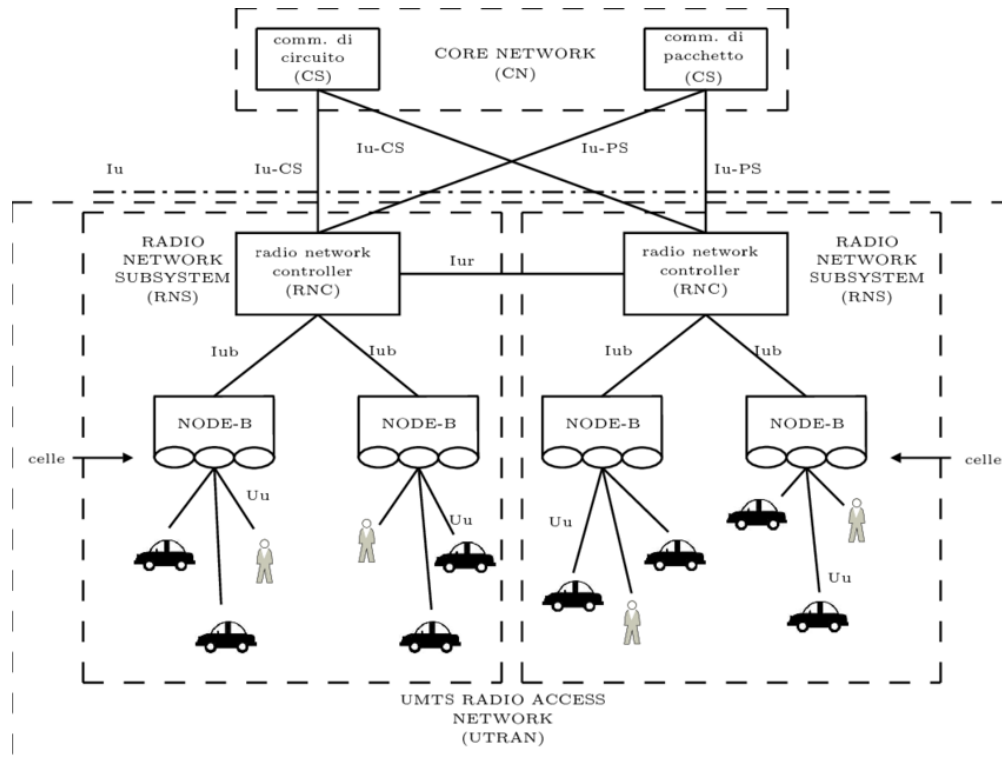 comm. di
circuito
(CS)
CORE NETWORK
(CN)
comm. di
pacchetto
(CS)
Iu
Iu-CS
Iu-CS
Iu-PS
Iu-PS
RADIO
NETWORK
SUBSYSTEM
(RNS)
radio network
controller
(RNC)
Iur
radio network
controller
(RNC)
RADIO
NETWORK
SUBSYSTEM
(RNS)
Iub
Iub
Iub
Iub
NODE-B
NODE-B
NODE-B
NODE-B
celle
celle
Uu
Uu
Uu
Uu
UMTS RADIO ACCESS
NETWORK
(UTRAN)